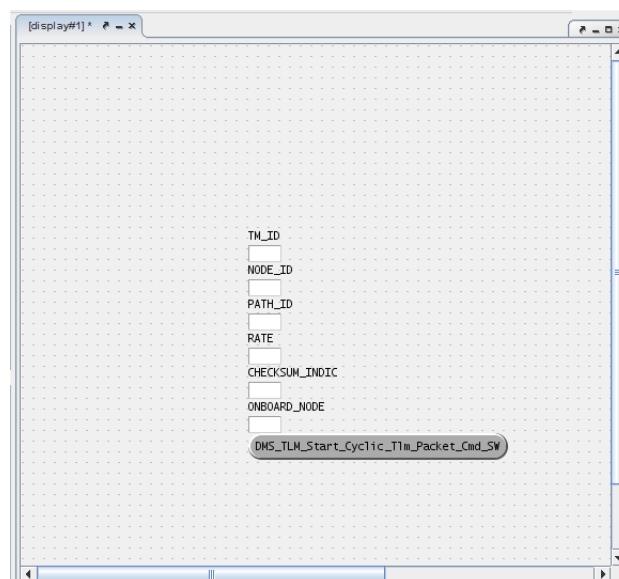 [display#1] *
TM_ID
NODE_ID
PATH_ID
RATE
CHECKSUM_INDIC
ONBOARD_NODE
DMS_TLM_Start_Cyclic_Tlm_Packet_Cmd_SW